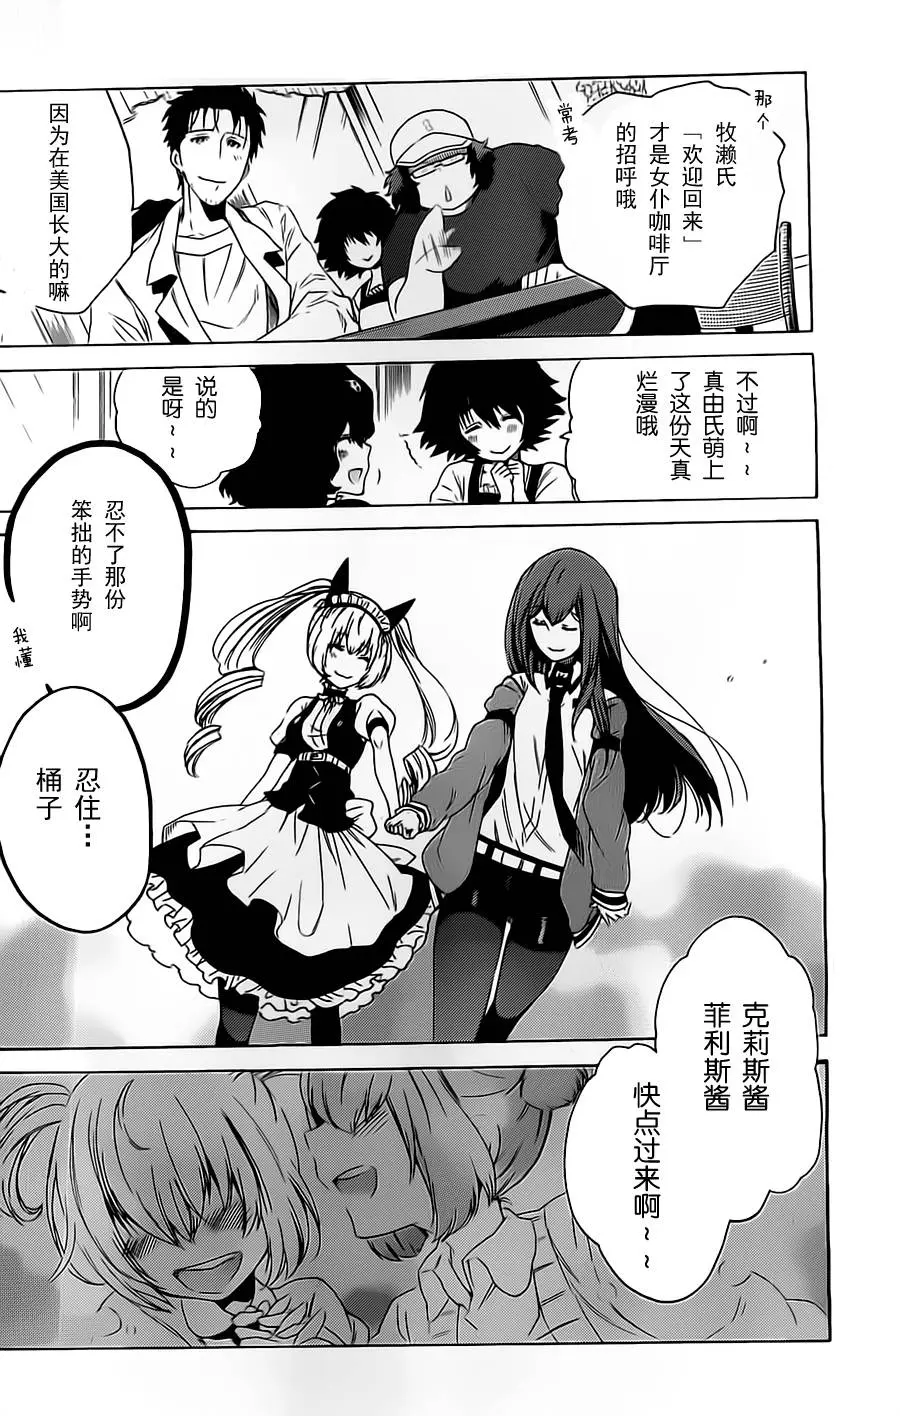 那个
牧濑氏
「欢迎回来」
才是女仆咖啡厅
的招呼哦
常考
因为在美国长大的嘛
不过啊~~
真由氏萌上
了这份天真
烂漫哦
说的
是呀~~
忍不了那份
笨拙的手势啊
我懂
忍住…
桶子
克莉斯酱
菲利斯酱
快点过来啊~~